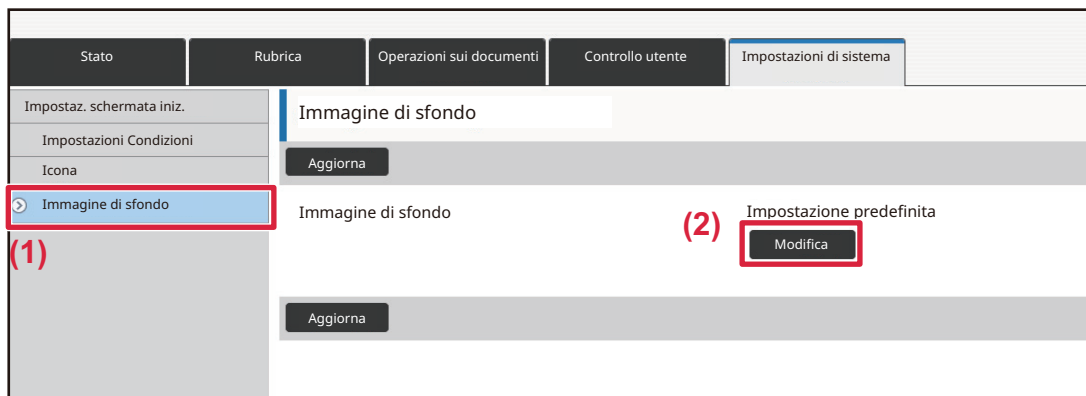 Stato Rubrica Operazioni sui documenti Controllo utente Impostazioni di sistema
Impostaz. schermata iniz.
Impostazioni Condizioni
Icona
Immagine di sfondo
(1)
Immagine di sfondo
Aggiorna
Immagine di sfondo Impostazione predefinita
(2) Modifica
Aggiorna